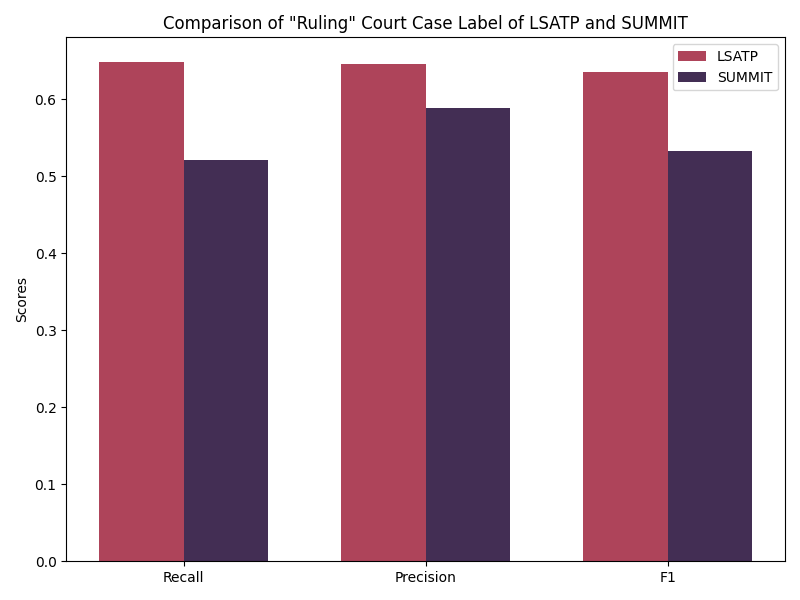 Comparison of "Ruling" Court Case Label of LSATP and SUMMIT
LSATP
SUMMIT
Scores
0.6
0.5
0.4
0.3
0.2
0.1
0.0
Recall
Precision
F1